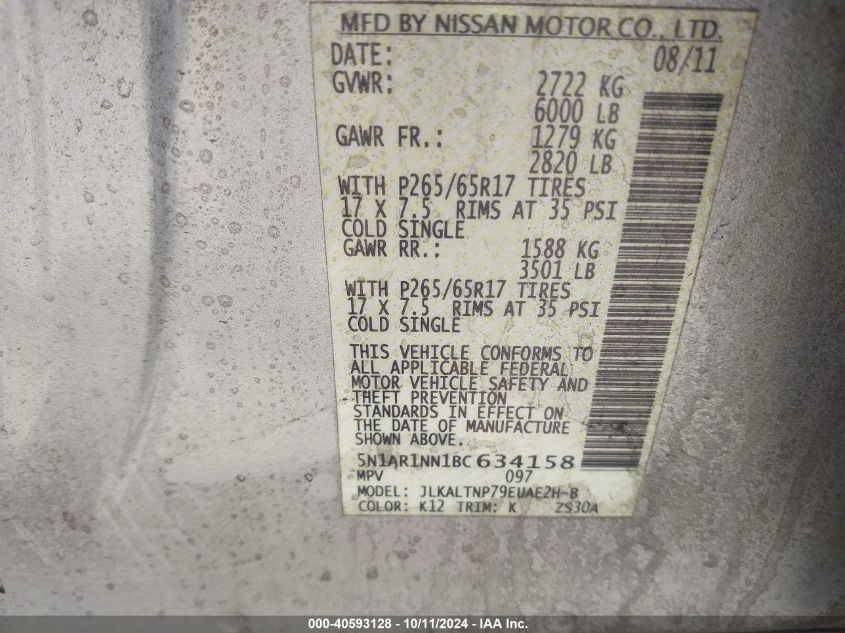 MFD BY NISSAN MOTOR CO., LTD.
DATE: 08/11
GVWR: 2722 KG
6000 LB
GAWR FR.: 1279 KG
2820 LB
WITH P265/65R17 TIRES
17 X 7.5 RIMS AT 35 PSI
COLD SINGLE
GAWR RR.: 1588 KG
3501 LB
WITH P265/65R17 TIRES
17 X 7.5 RIMS AT 35 PSI
COLD SINGLE
THIS VEHICLE CONFORMS TO
ALL APPLICABLE FEDERAL
MOTOR VEHICLE SAFETY AND
THEFT PREVENTION
STANDARDS IN EFFECT ON
THE DATE OF MANUFACTURE
SHOWN ABOVE.
5N1AR1NN1BC634158
MPV 097
MODEL: JLKALTNP79EUAE2H-B
COLOR: K12 TRIM: K ZS30A
000-40593128 - 10/11/2024 - IAA Inc.